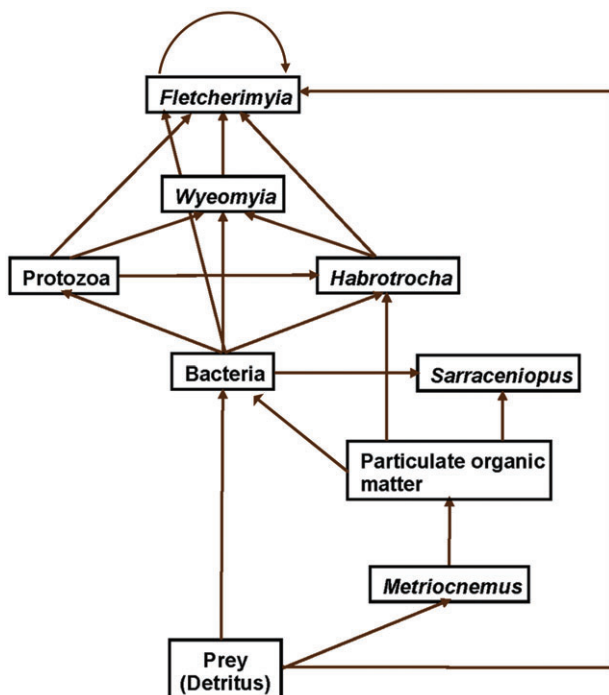 Fletcherimyia
Wyeomyia
Protozoa
Habrotrocha
Bacteria
Sarraceniopus
Particulate organic
matter
Metriocnemus
Prey
(Detritus)